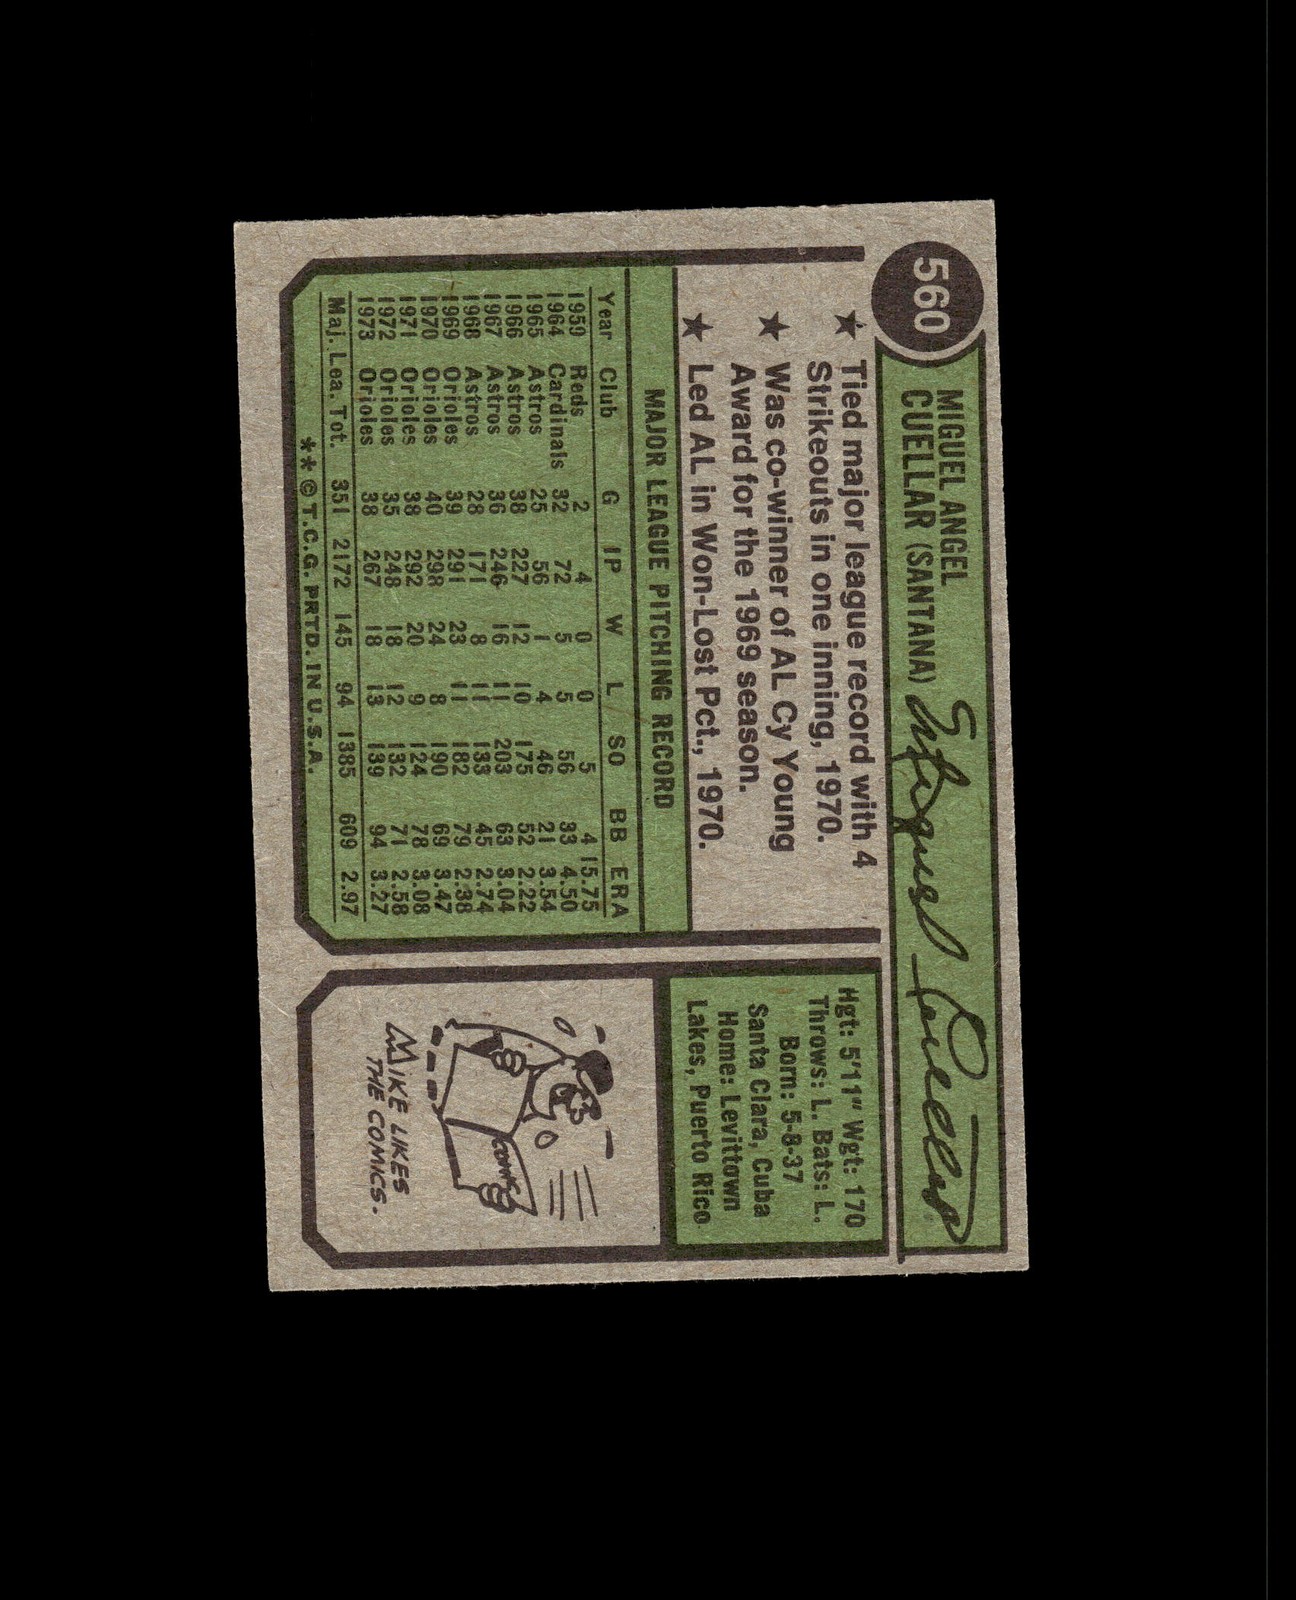 560
MIGUEL ANGEL
CUELLAR (SANTANA)
Miguel Cuellar
★ Tied major league record with 4
Strikeouts in one inning, 1970.
★ Was co-winner of AL Cy Young
Award for the 1969 season.
★ Led AL in Won-Lost Pct., 1970.
MAJOR LEAGUE PITCHING RECORD
Year Club G IP W L SO BB ERA
1959 Reds 2 4 0 0 5 4 15.75
1964 Cardinals 32 72 5 5 56 33 4.50
1965 Astros 25 56 1 4 46 21 3.54
1966 Astros 38 227 12 10 175 52 2.22
1967 Astros 36 246 16 11 203 63 3.04
1968 Astros 28 171 8 11 133 45 2.74
1969 Orioles 39 291 23 11 182 79 2.38
1970 Orioles 40 298 24 8 190 69 3.47
1971 Orioles 38 292 20 9 124 78 3.08
1972 Orioles 35 248 18 12 132 71 2.58
1973 Orioles 38 267 18 13 139 94 3.27
Maj. Lea. Tot. 351 2172 145 94 1385 609 2.97
** © T.C.G. PRTD. IN U.S.A.
Hgt: 5'11" Wgt: 170
Throws: L. Bats: L.
Born: 5-8-37
Santa Clara, Cuba
Home: Levittown
Lakes, Puerto Rico
COMICS
MIKE LIKES
THE COMICS.